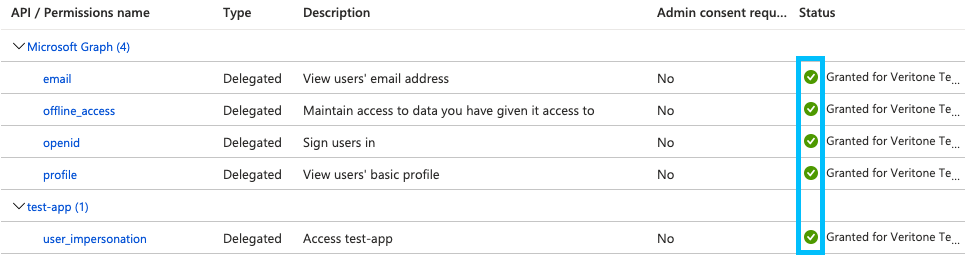 API / Permissions name Type Description Admin consent requ... Status
Microsoft Graph (4)
email Delegated View users' email address No Granted for Veritone Te...
offline_access Delegated Maintain access to data you have given it access to No Granted for Veritone Te...
openid Delegated Sign users in No Granted for Veritone Te...
profile Delegated View users' basic profile No Granted for Veritone Te...
test-app (1)
user_impersonation Delegated Access test-app No Granted for Veritone Te...